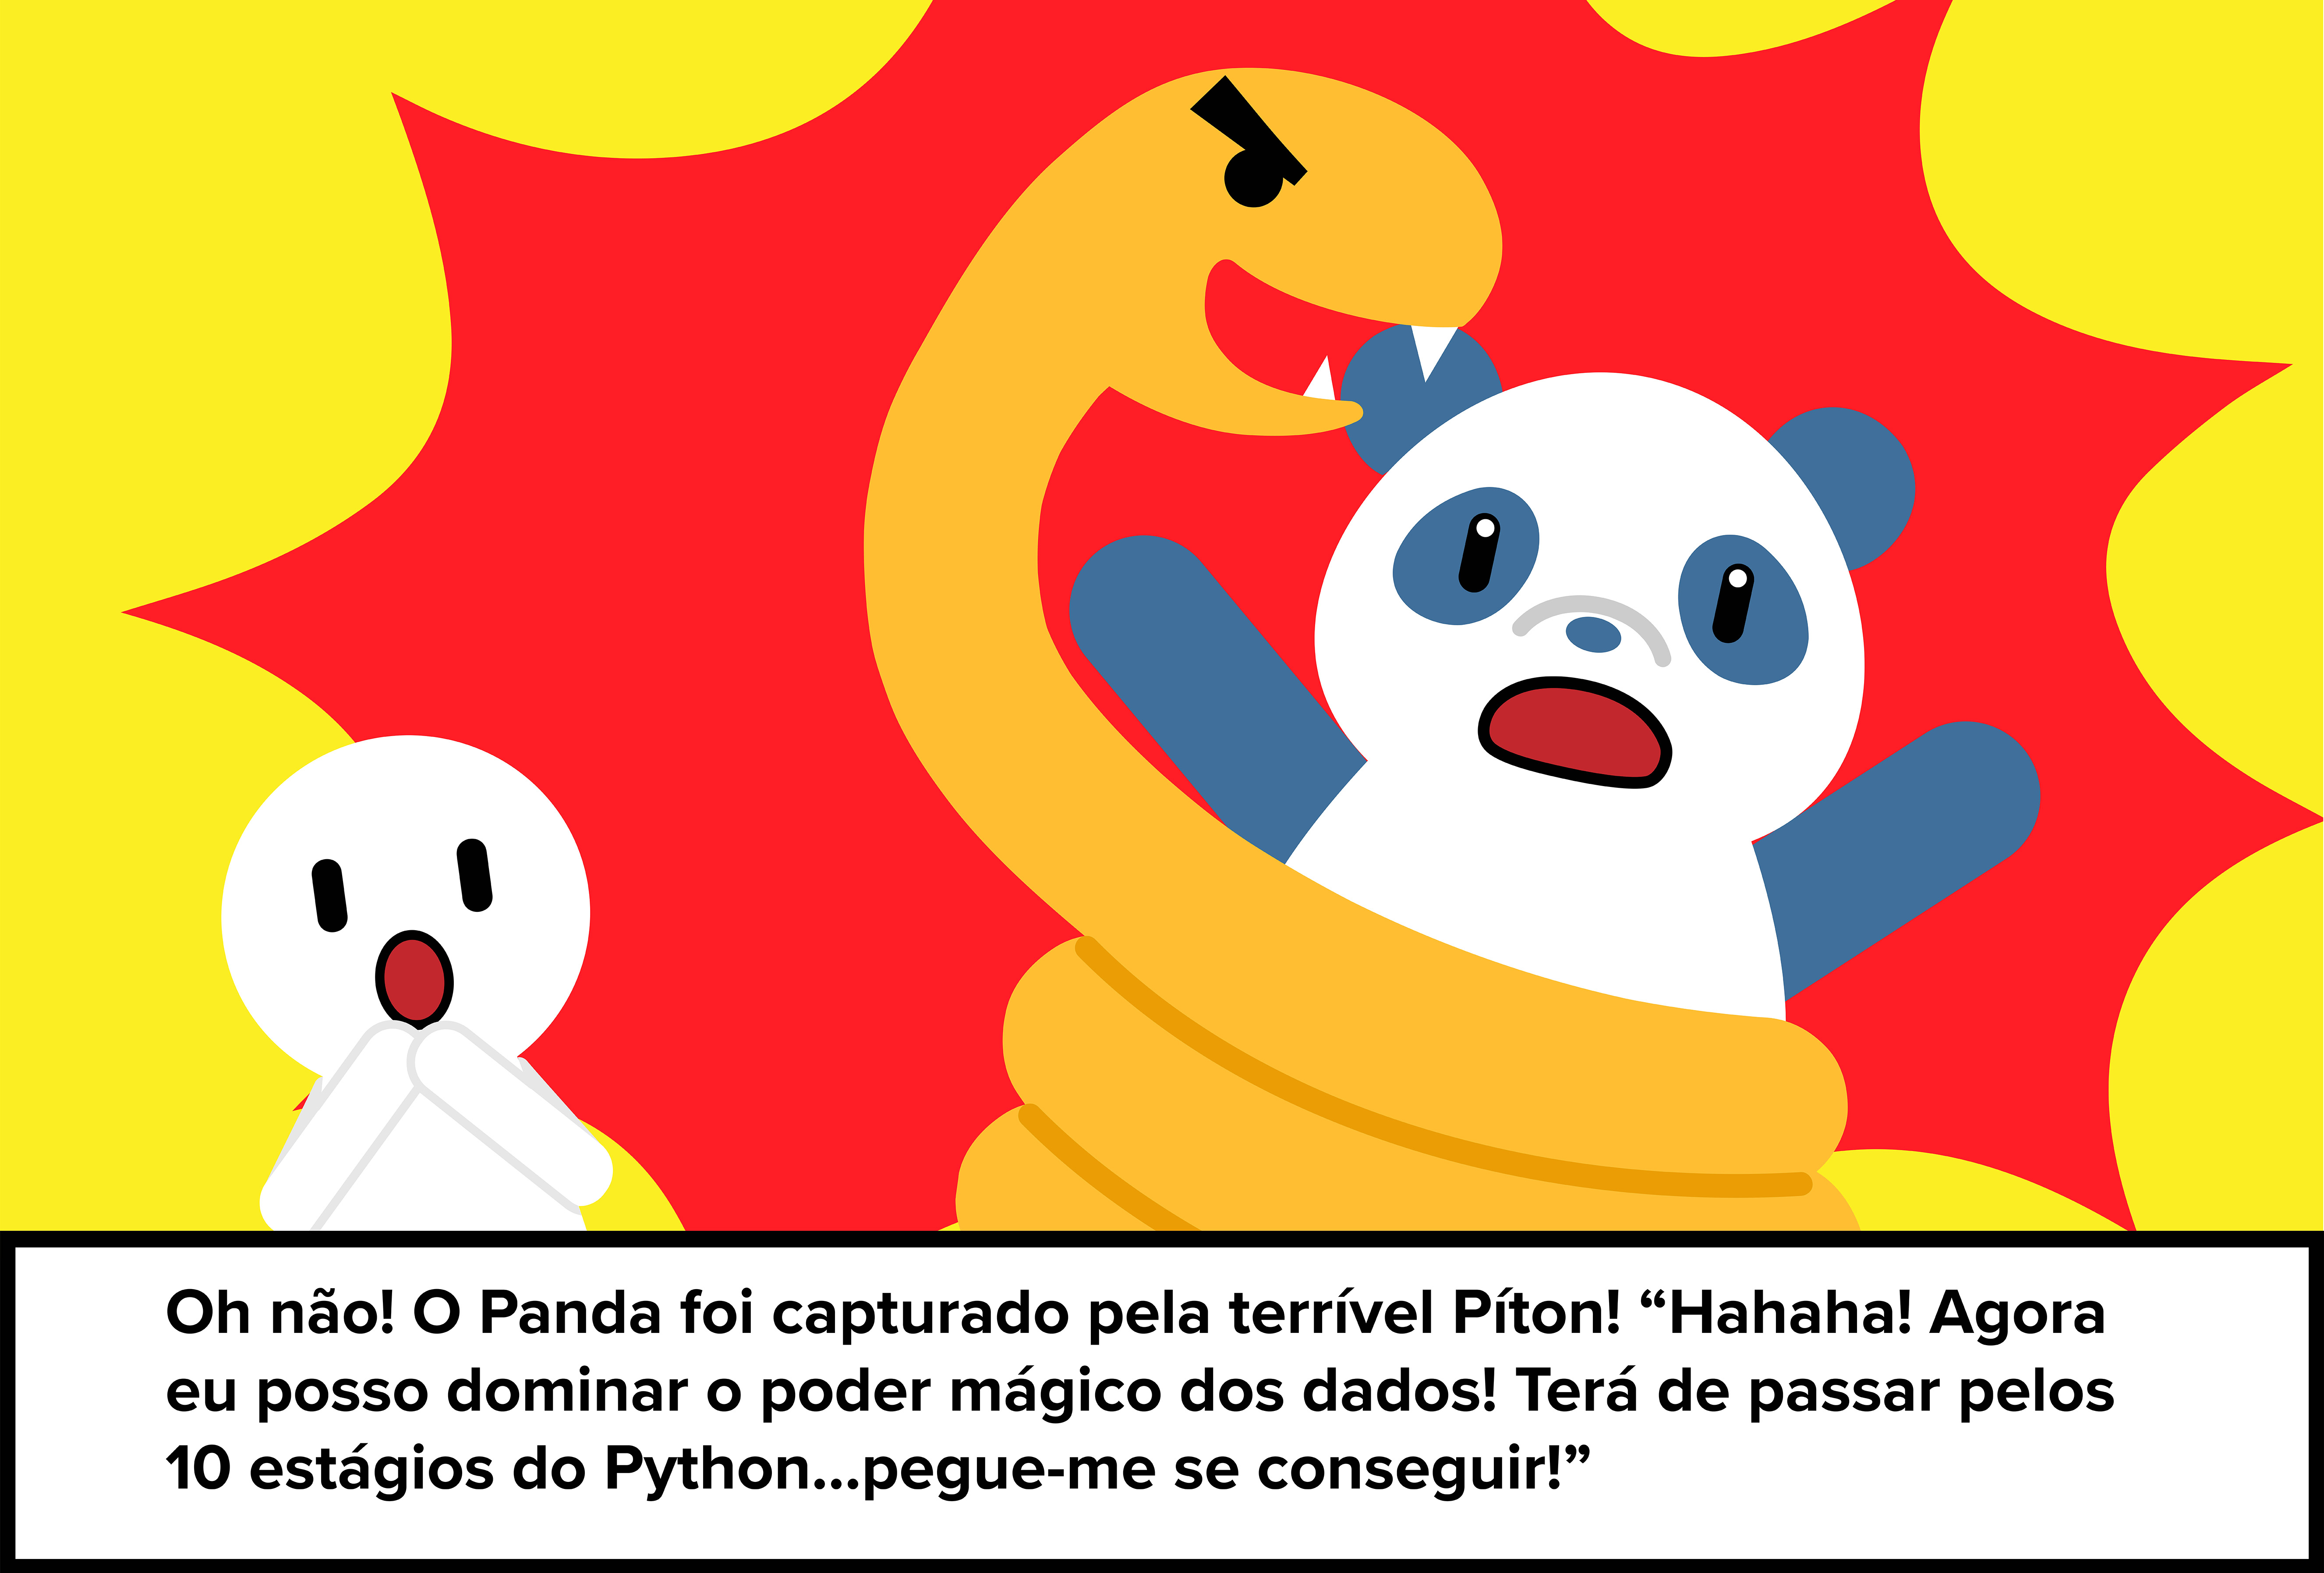 Oh não! O Panda foi capturado pela terrível Píton! “Hahaha! Agora
eu posso dominar o poder mágico dos dados! Terá de passar pelos
10 estágios do Python...pegue-me se conseguir!”